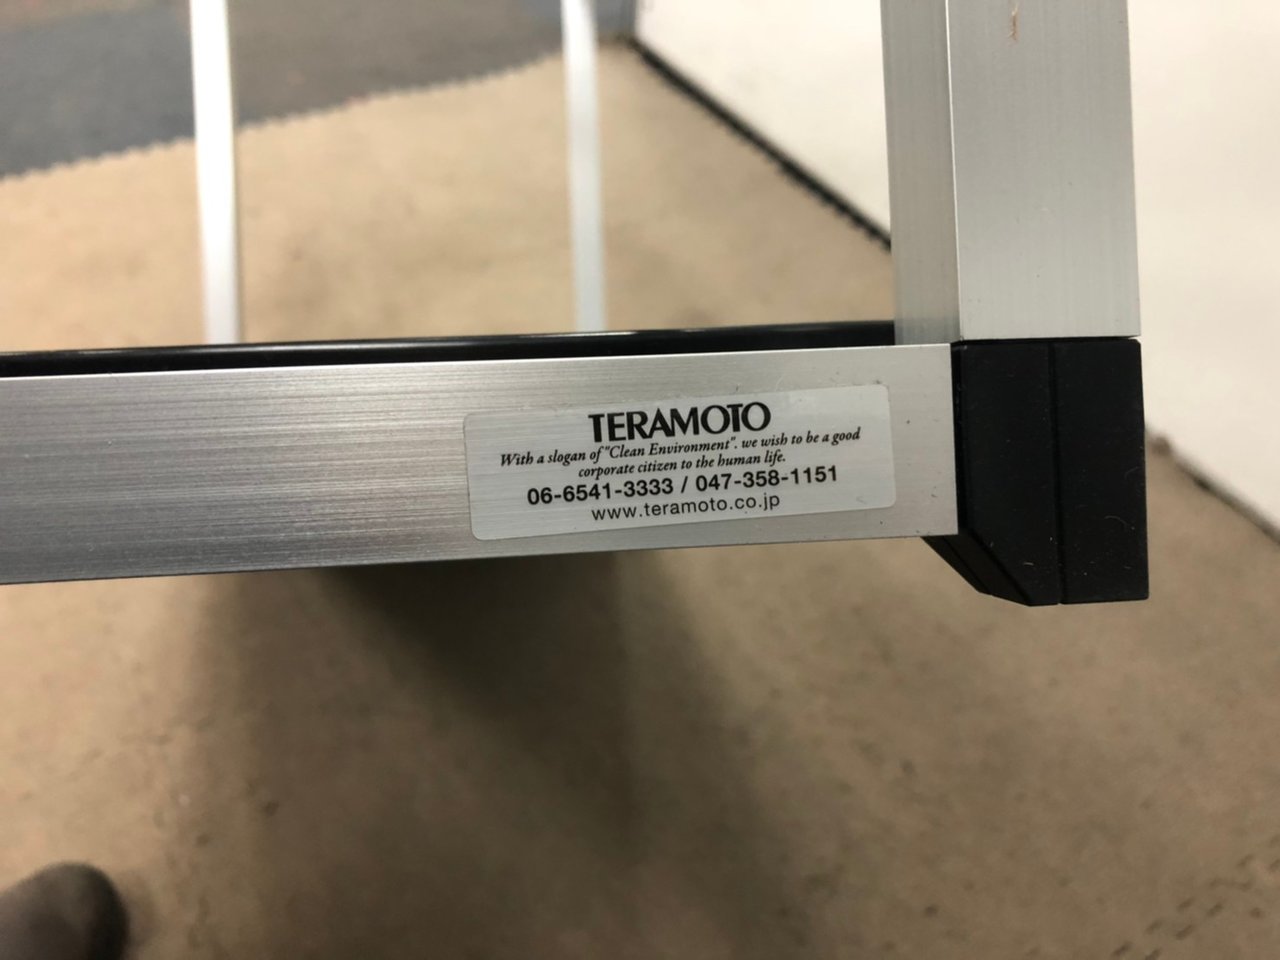 TERAMOTO
With a slogan of "Clean Environment". we wish to be a good
corporate citizen to the human life.
06-6541-3333 / 047-358-1151
www.teramoto.co.jp